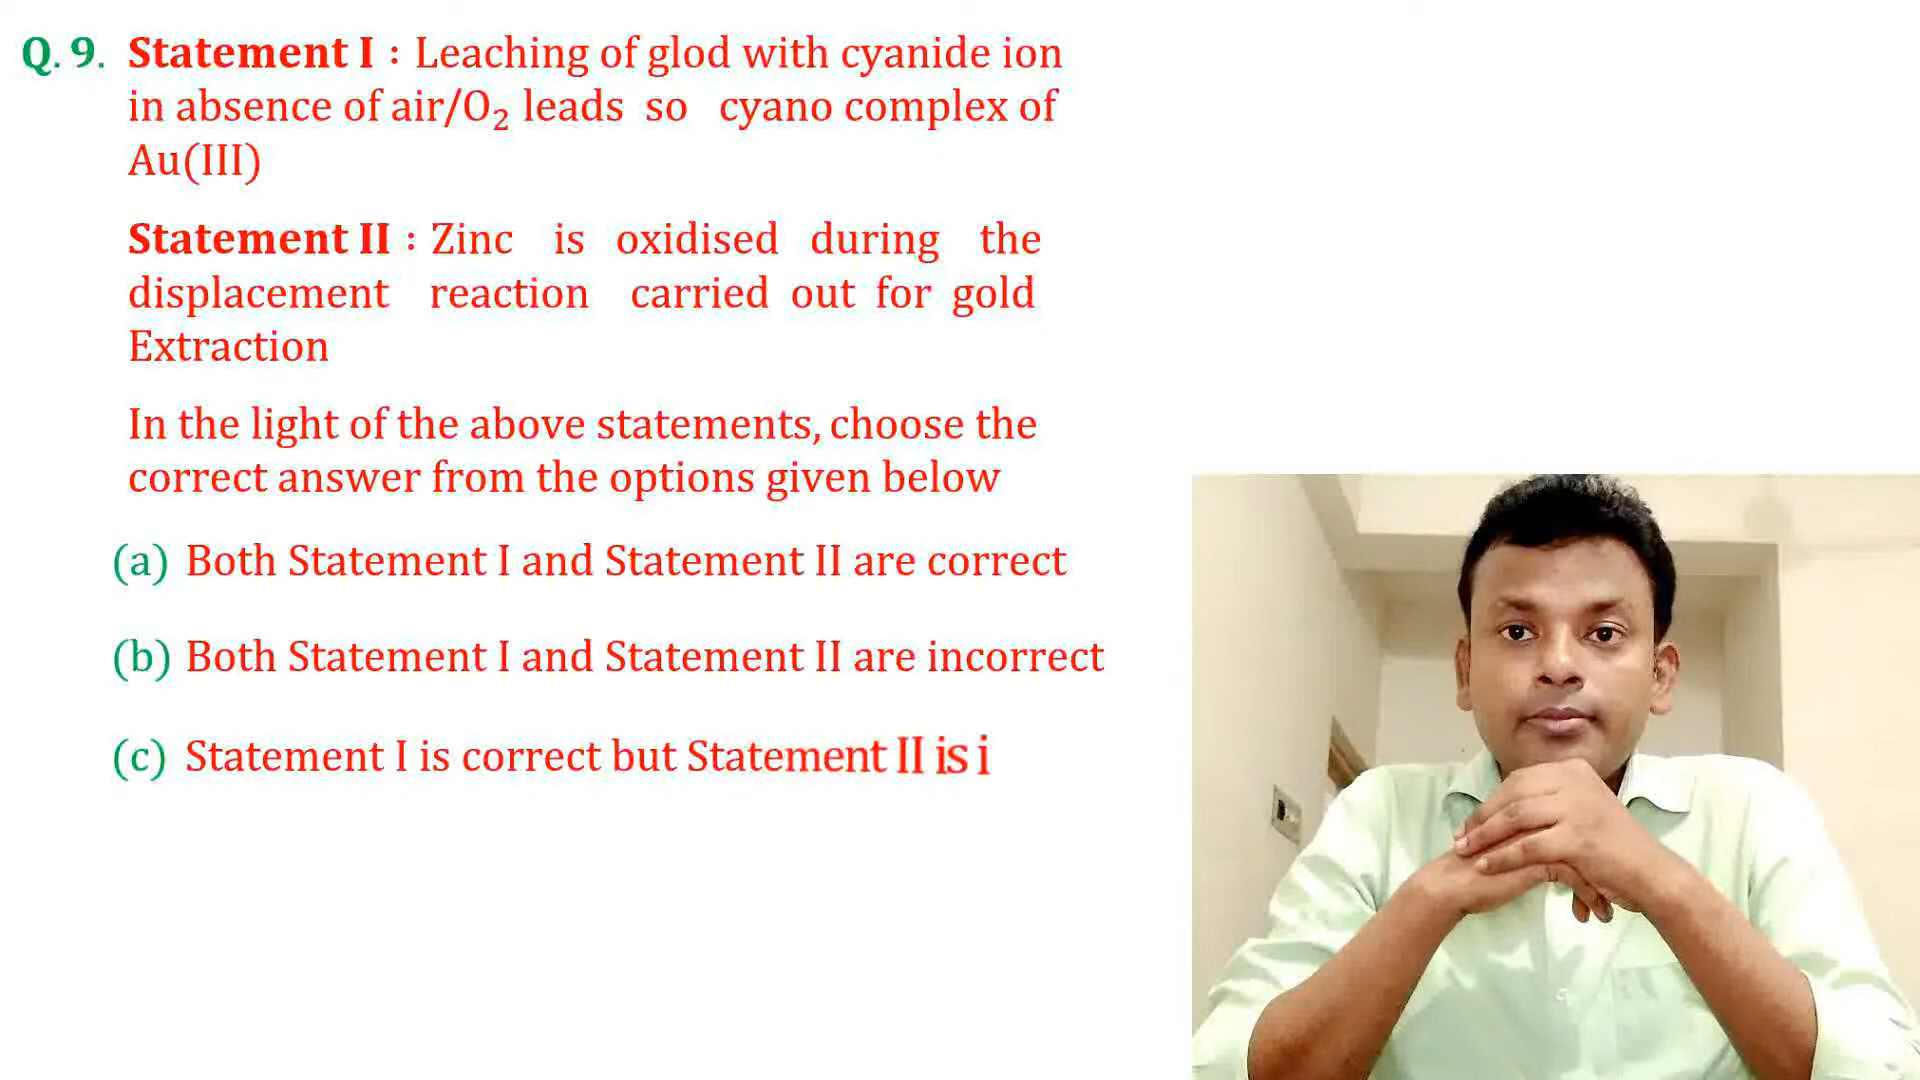 Q. 9. Statement I : Leaching of glod with cyanide ion
in absence of air/O₂ leads so cyano complex of
Au(III)
Statement II : Zinc is oxidised during the
displacement reaction carried out for gold
Extraction
In the light of the above statements, choose the
correct answer from the options given below
(a) Both Statement I and Statement II are correct
(b) Both Statement I and Statement II are incorrect
(c) Statement I is correct but Statement II is i